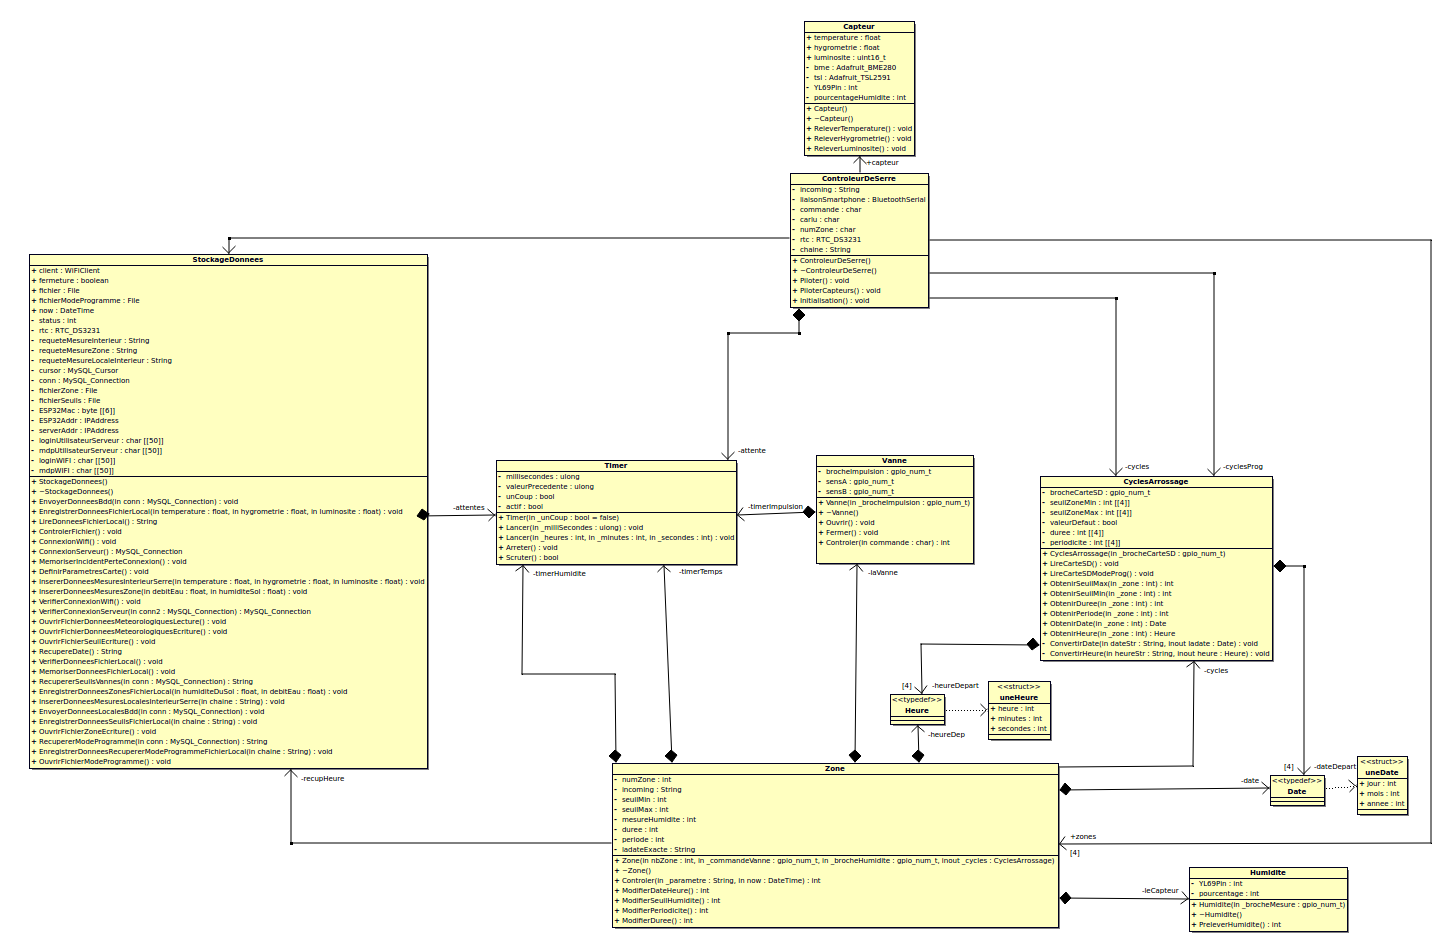 Capteur
+ temperature : float
+ hygrometrie : float
+ luminosite : uint16_t
- bme : Adafruit_BME280
- tsl : Adafruit_TSL2591
- YL69Pin : int
- pourcentageHumidite : int
+ Capteur()
+ ~Capteur()
+ ReleverTemperature() : void
+ ReleverHygrometrie() : void
+ ReleverLuminosite() : void
+capteur
ControleurDeSerre
- incoming : String
- liaisonSmartphone : BluetoothSerial
- commande : char
- carlu : char
- numZone : char
- rtc : RTC_DS3231
- chaine : String
+ ControleurDeSerre()
+ ~ControleurDeSerre()
+ Piloter() : void
+ PiloterCapteurs() : void
+ Initialisation() : void
StockageDonnees
+ client : WiFiClient
+ fermeture : boolean
+ fichier : File
+ fichierModeProgramme : File
+ now : DateTime
- status : int
- rtc : RTC_DS3231
- requeteMesureInterieur : String
- requeteMesureZone : String
- requeteMesureLocaleInterieur : String
- cursor : MySQL_Cursor
- conn : MySQL_Connection
- fichierZone : File
- fichierSeuils : File
- ESP32Mac : byte [[6]]
- ESP32Addr : IPAddress
- serverAddr : IPAddress
- loginUtilisateurServeur : char [[50]]
- mdpUtilisateurServeur : char [[50]]
- loginWIFI : char [[50]]
- mdpWIFI : char [[50]]
+ StockageDonnees()
+ ~StockageDonnees()
+ EnvoyerDonneesBdd(in conn : MySQL_Connection) : void
+ EnregistrerDonneesFichierLocal(in temperature : float, in hygrometrie : float, in luminosite : float) : void
+ LireDonneesFichierLocal() : String
+ ControlerFichier() : void
+ ConnexionWifi() : void
+ ConnexionServeur() : MySQL_Connection
+ MemoriserIncidentPerteConnexion() : void
+ DefinirParametresCarte() : void
+ InsererDonneesMesuresInterieurSerre(in temperature : float, in hygrometrie : float, in luminosite : float) : void
+ InsererDonneesMesuresZone(in debitEau : float, in humiditeSol : float) : void
+ VerifierConnexionWifi() : void
+ VerifierConnexionServeur(in conn2 : MySQL_Connection) : MySQL_Connection
+ OuvrirFichierDonneesMeteorologiquesLecture() : void
+ OuvrirFichierDonneesMeteorologiquesEcriture() : void
+ OuvrirFichierSeuilEcriture() : void
+ RecupereDate() : String
+ VerifierDonneesFichierLocal() : void
+ MemoriserDonneesFichierLocal() : void
+ RecupererSeuilsVannes(in conn : MySQL_Connection) : String
+ EnregistrerDonneesZonesFichierLocal(in humiditeDuSol : float, in debitEau : float) : void
+ InsererDonneesMesuresLocalesInterieurSerre(in chaine : String) : void
+ EnvoyerDonneesLocalesBdd(in conn : MySQL_Connection) : void
+ EnregistrerDonneesSeuilsFichierLocal(in chaine : String) : void
+ OuvrirFichierZoneEcriture() : void
+ RecupererModeProgramme(in conn : MySQL_Connection) : String
+ EnregistrerDonneesRecupererModeProgrammeFichierLocal(in chaine : String) : void
+ OuvrirFichierModeProgramme() : void
-attentes
-attente
Timer
- millisecondes : ulong
- valeurPrecedente : ulong
- unCoup : bool
- actif : bool
+ Timer(in _unCoup : bool = false)
+ Lancer(in _milliSecondes : ulong) : void
+ Lancer(in _heures : int, in _minutes : int, in _secondes : int) : void
+ Arreter() : void
+ Scruter() : bool
-timerImpulsion
Vanne
- brocheImpulsion : gpio_num_t
- sensA : gpio_num_t
- sensB : gpio_num_t
+ Vanne(in _brocheImpulsion : gpio_num_t)
+ ~Vanne()
+ Ouvrir() : void
+ Fermer() : void
+ Controler(in commande : char) : int
-cycles
-cyclesProg
CyclesArrossage
- brocheCarteSD : gpio_num_t
- seuilZoneMin : int [[4]]
- seuilZoneMax : int [[4]]
- valeurDefaut : bool
- duree : int [[4]]
- periodicite : int [[4]]
+ CyclesArrossage(in _brocheCarteSD : gpio_num_t)
+ LireCarteSD() : void
+ LireCarteSDModeProg() : void
+ ObtenirSeuilMax(in _zone : int) : int
+ ObtenirSeuilMin(in _zone : int) : int
+ ObtenirDuree(in _zone : int) : int
+ ObtenirPeriode(in _zone : int) : int
+ ObtenirDate(in _zone : int) : Date
+ ObtenirHeure(in _zone : int) : Heure
- ConvertirDate(in dateStr : String, inout ladate : Date) : void
- ConvertirHeure(in heureStr : String, inout heure : Heure) : void
-timerHumidite
-timerTemps
-laVanne
-cycles
[4]
-heureDepart
<<typedef>>
Heure
<<struct>>
uneHeure
+ heure : int
+ minutes : int
+ secondes : int
-heureDep
-recupHeure
Zone
- numZone : int
- incoming : String
- seuilMin : int
- seuilMax : int
- mesureHumidite : int
- duree : int
- periode : int
- ladateExacte : String
+ Zone(in nbZone : int, in _commandeVanne : gpio_num_t, in _brocheHumidite : gpio_num_t, inout _cycles : CyclesArrossage)
+ ~Zone()
+ Controler(in _parametre : String, in now : DateTime) : int
+ ModifierDateHeure() : int
+ ModifierSeuilHumidite() : int
+ ModifierPeriodicite() : int
+ ModifierDuree() : int
-date
[4]
-dateDepart
<<typedef>>
Date
<<struct>>
uneDate
+ jour : int
+ mois : int
+ annee : int
+zones
[4]
-leCapteur
Humidite
- YL69Pin : int
- pourcentage : int
+ Humidite(in _brocheMesure : gpio_num_t)
+ ~Humidite()
+ PreleverHumidite() : int